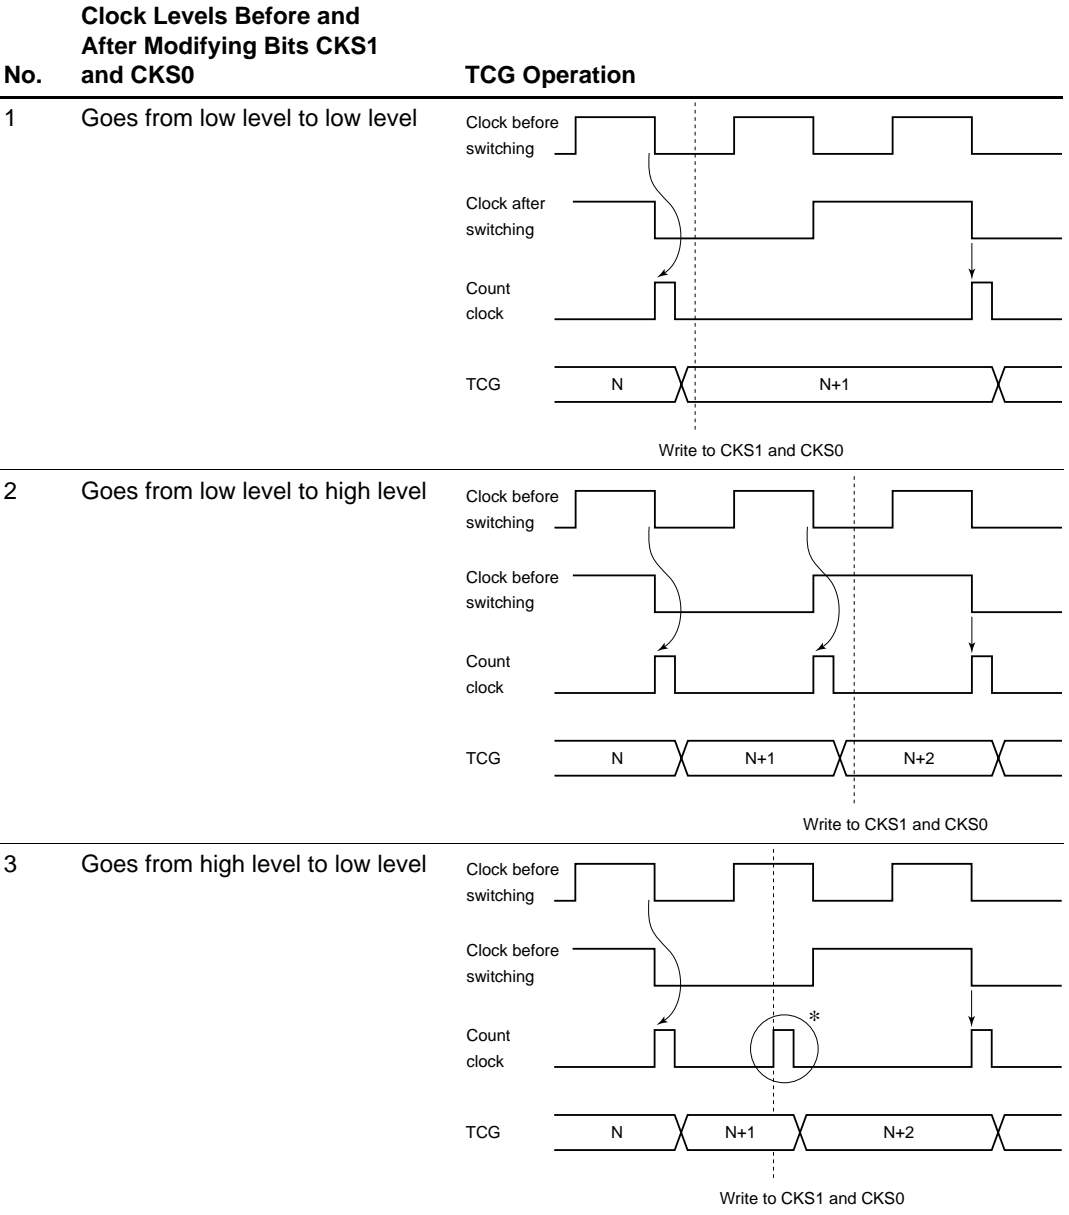 Clock Levels Before and
After Modifying Bits CKS1
No. and CKS0 TCG Operation
1 Goes from low level to low level
Clock before
switching
Clock after
switching
Count
clock
TCG N N+1
Write to CKS1 and CKS0
2 Goes from low level to high level
Clock before
switching
Clock before
switching
Count
clock
TCG N N+1 N+2
Write to CKS1 and CKS0
3 Goes from high level to low level
Clock before
switching
Clock before
switching
*
Count
clock
TCG N N+1 N+2
Write to CKS1 and CKS0